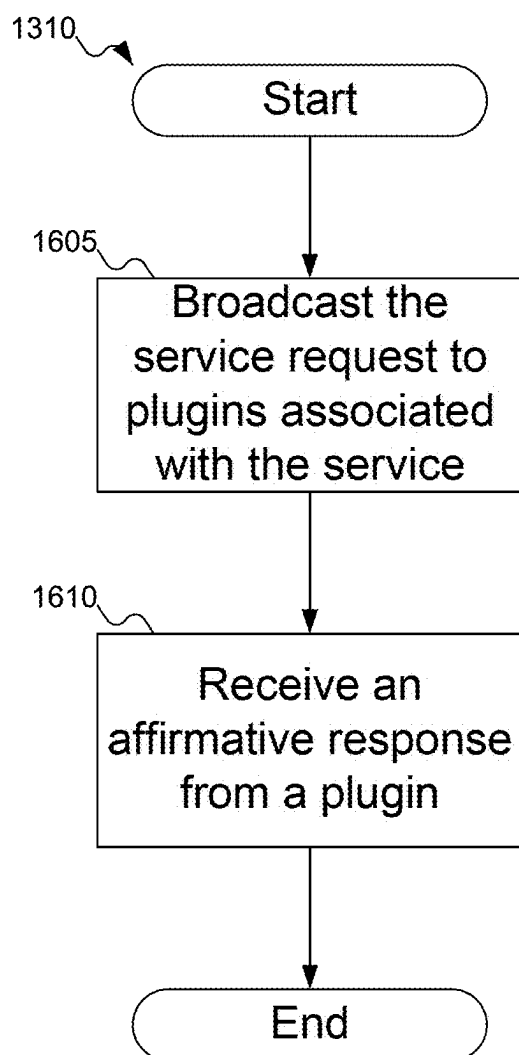 1310
Start
1605
Broadcast the
service request to
plugins associated
with the service
1610
Receive an
affirmative response
from a plugin
End